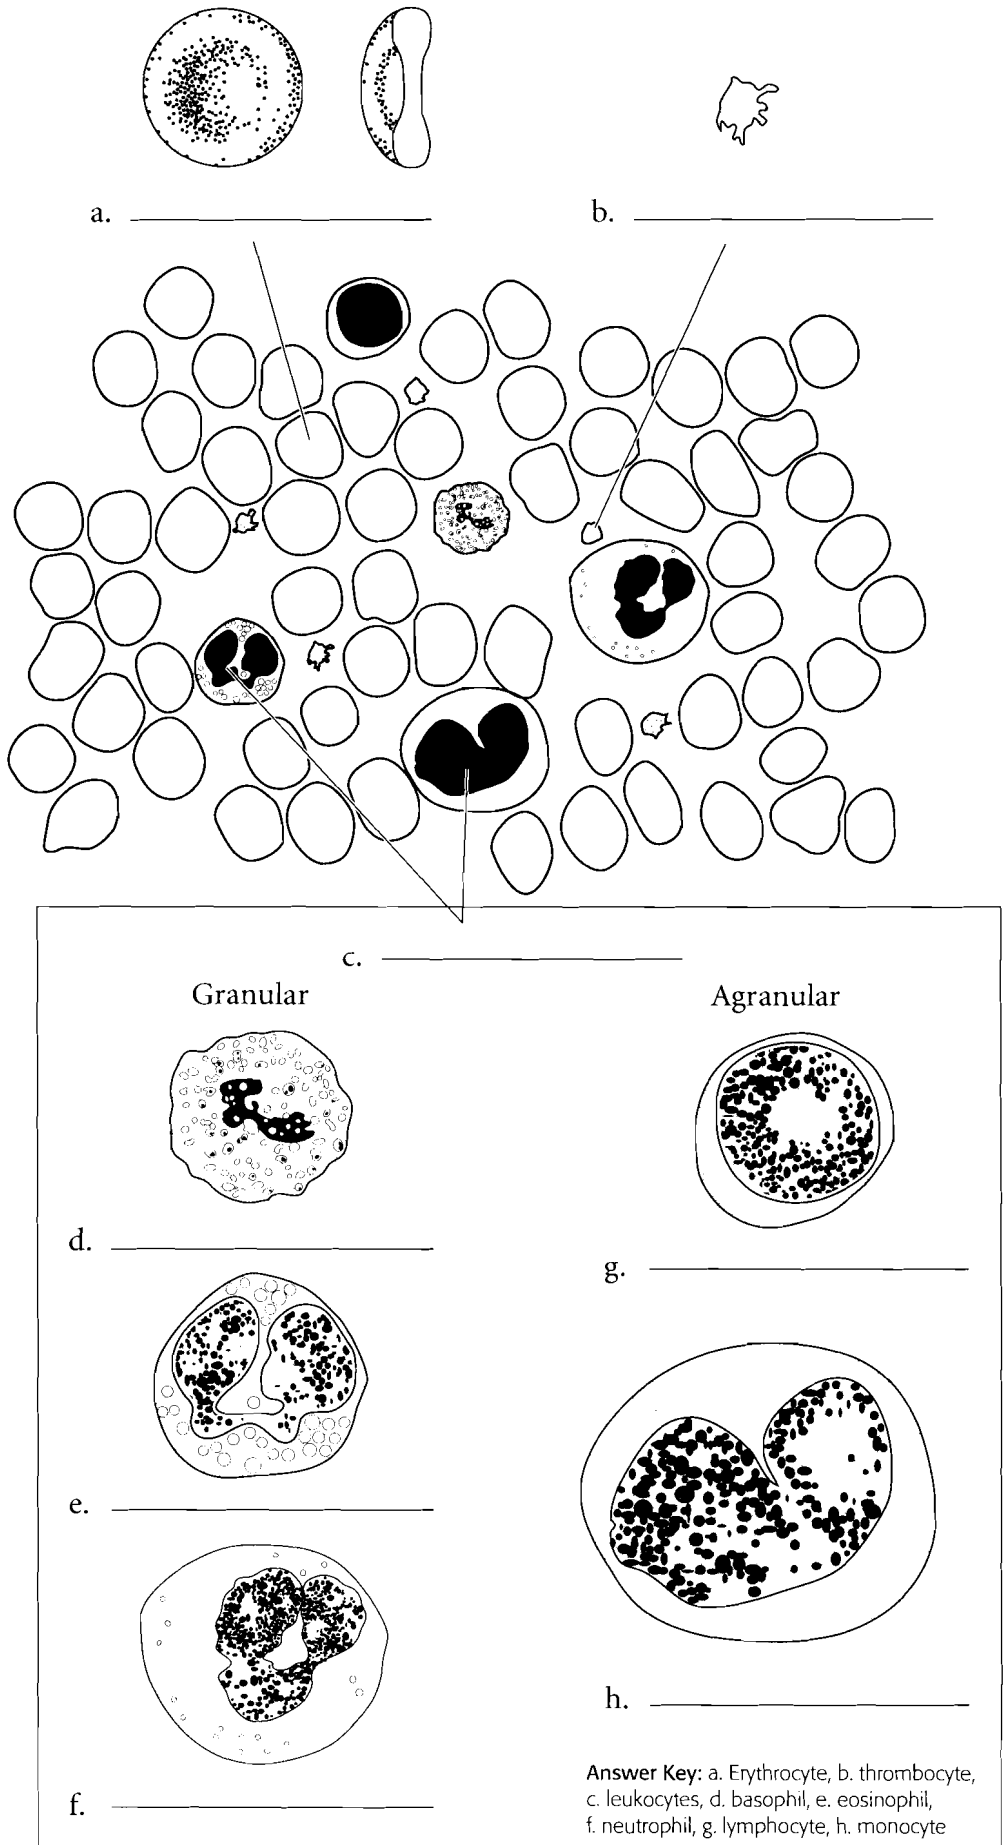 a.
b.
c.
Granular
Agranular
d.
g.
e.
h.
f.
Answer Key: a. Erythrocyte, b. thrombocyte,
c. leukocytes, d. basophil, e. eosinophil,
f. neutrophil, g. lymphocyte, h. monocyte